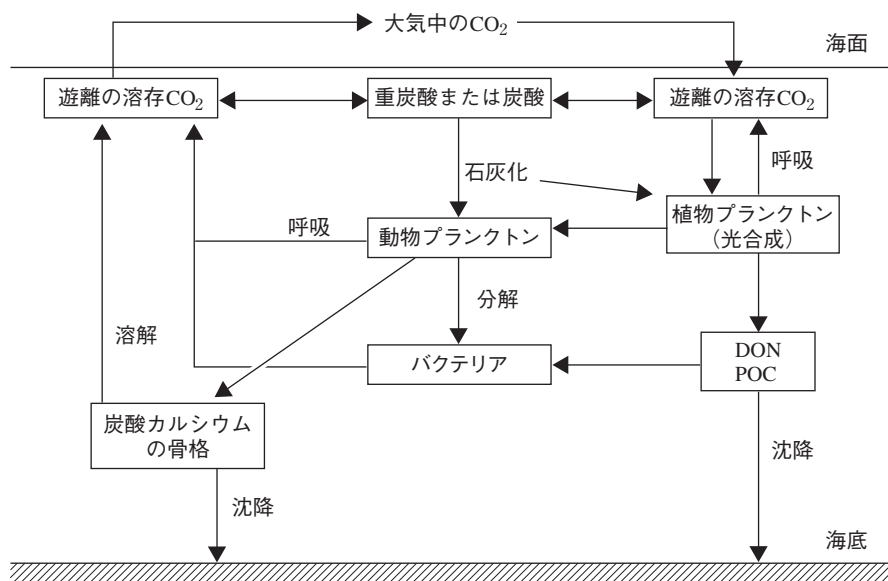 大気中のCO₂
海面
遊離の溶存CO₂
重炭酸または炭酸
遊離の溶存CO₂
呼吸
石灰化
植物プランクトン
（光合成）
呼吸
動物プランクトン
分解
溶解
DON
POC
バクテリア
炭酸カルシウム
の骨格
沈降
沈降
海底